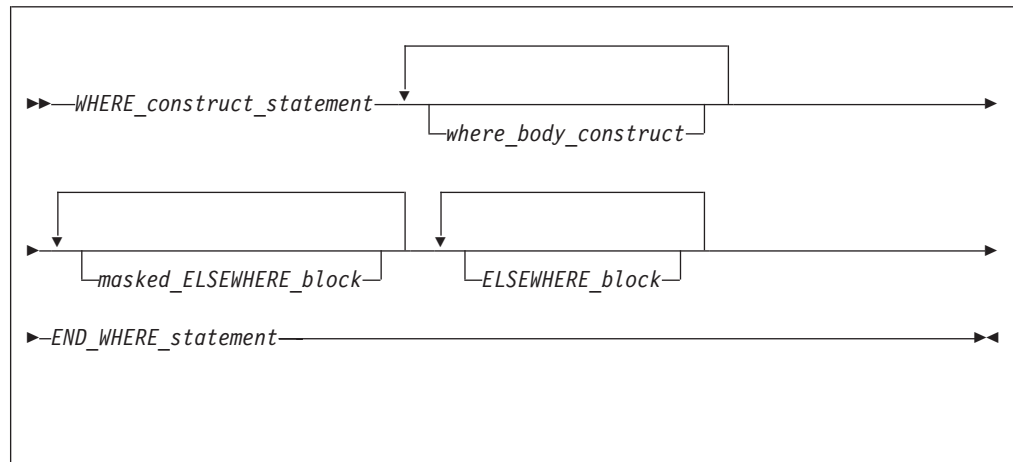 WHERE_construct_statement
where_body_construct
masked_ELSEWHERE_block
ELSEWHERE_block
END_WHERE_statement